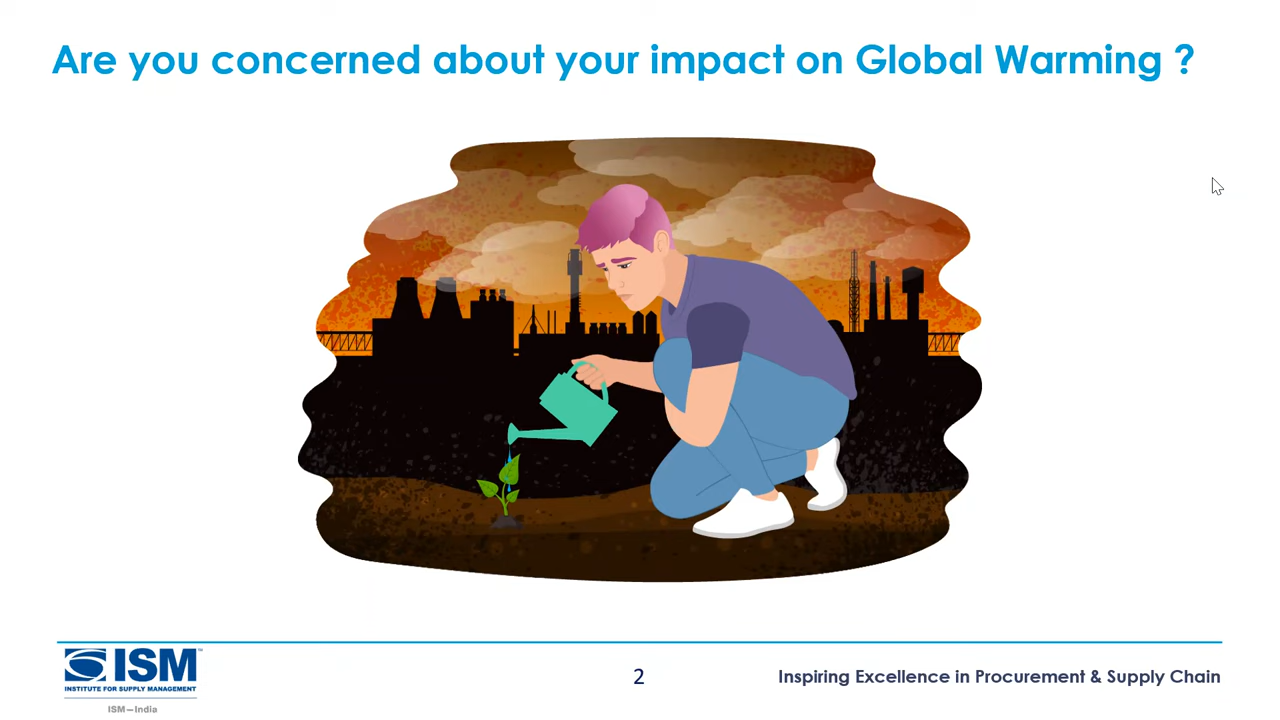 Are you concerned about your impact on Global Warming ?
ISM™
INSTITUTE FOR SUPPLY MANAGEMENT
ISM—India
2
Inspiring Excellence in Procurement & Supply Chain